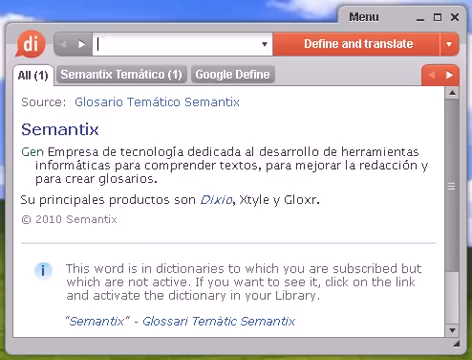 Menu
di
Define and translate
All (1)
Semantix Temático (1)
Google Define
Source: Glosario Temático Semantix
Semantix
Gen Empresa de tecnología dedicada al desarrollo de herramientas
informáticas para comprender textos, para mejorar la redacción y
para crear glosarios.
Su principales productos son Dixio, Xtyle y Gloxr.
© 2010 Semantix
This word is in dictionaries to which you are subscribed but
which are not active. If you want to see it, click on the link
and activate the dictionary in your Library.
"Semantix" - Glossari Temàtic Semantix